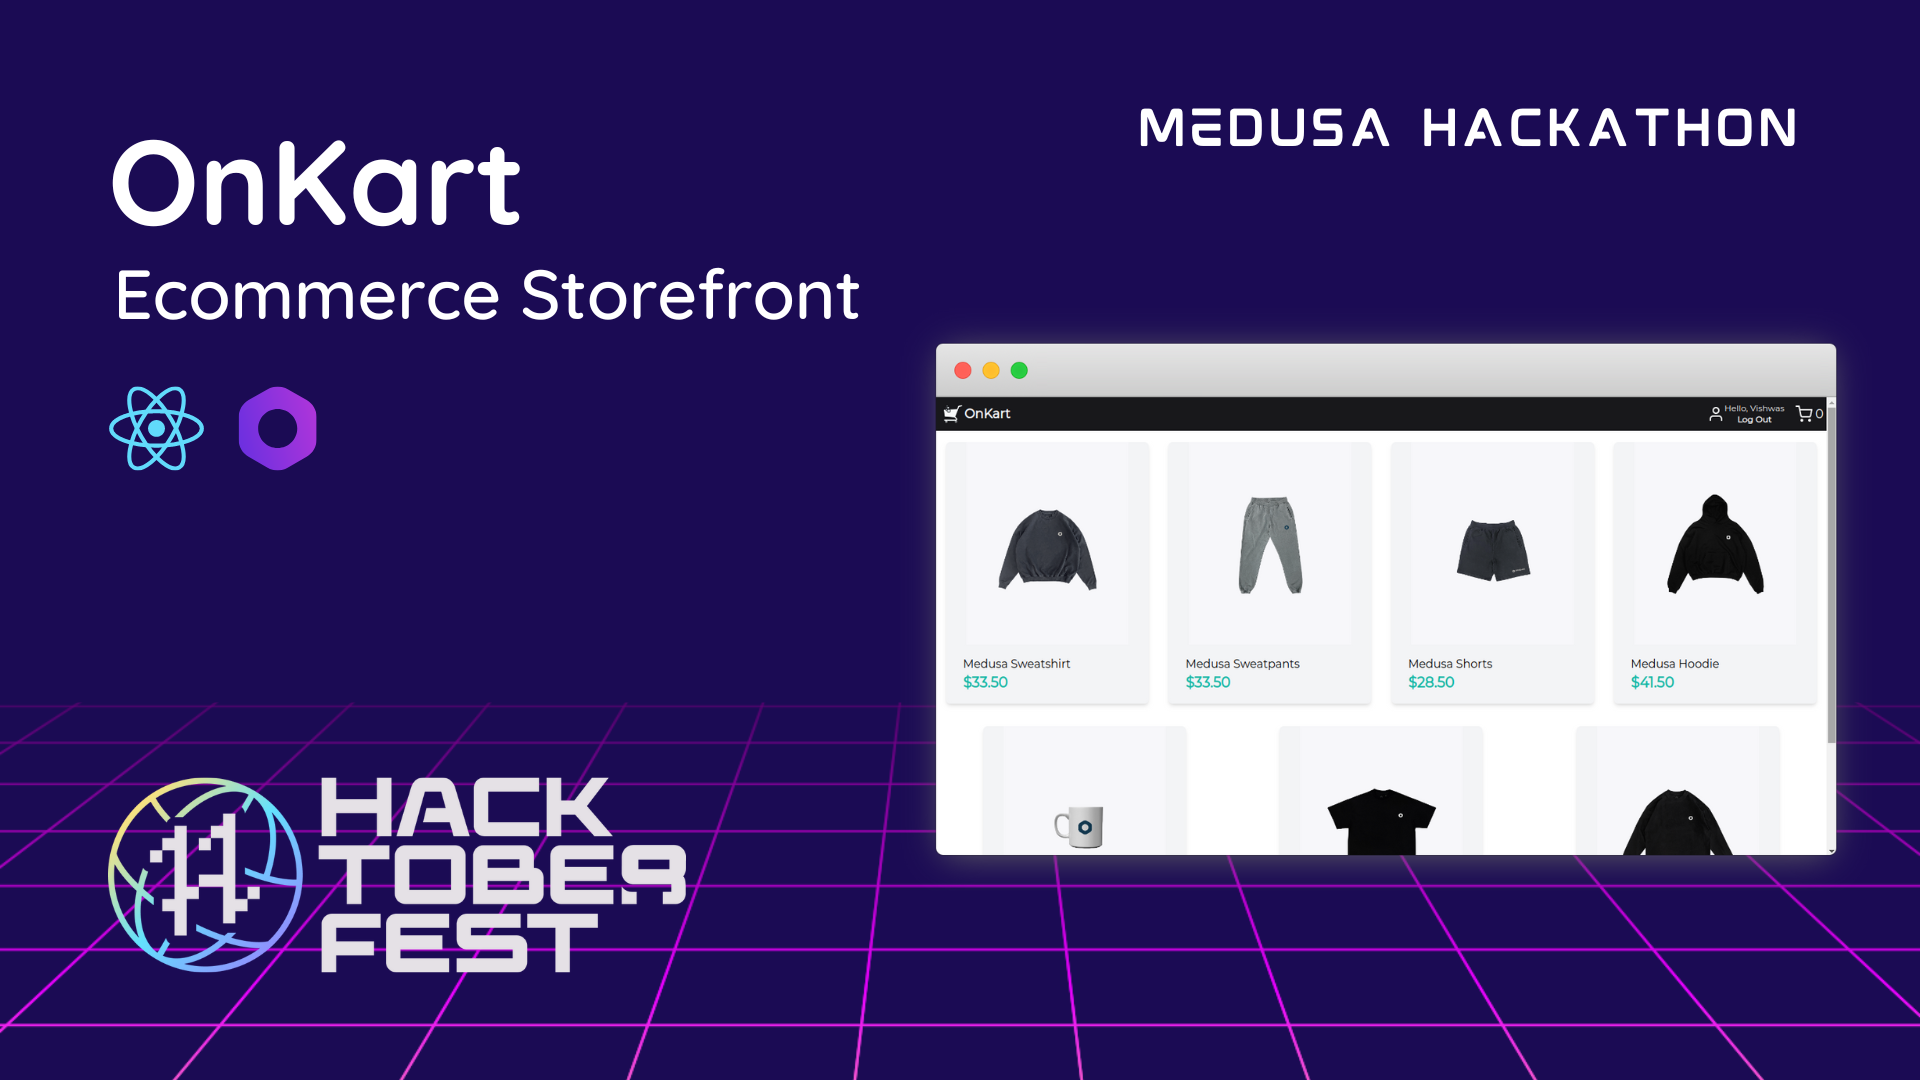 OnKart
Ecommerce Storefront
MEDUSA HACKATHON
OnKart
Hello, Vishwas
Log Out
0
Medusa Sweatshirt
$33.50
Medusa Sweatpants
$33.50
Medusa Shorts
$28.50
Medusa Hoodie
$41.50
HACK
TOBER
FEST